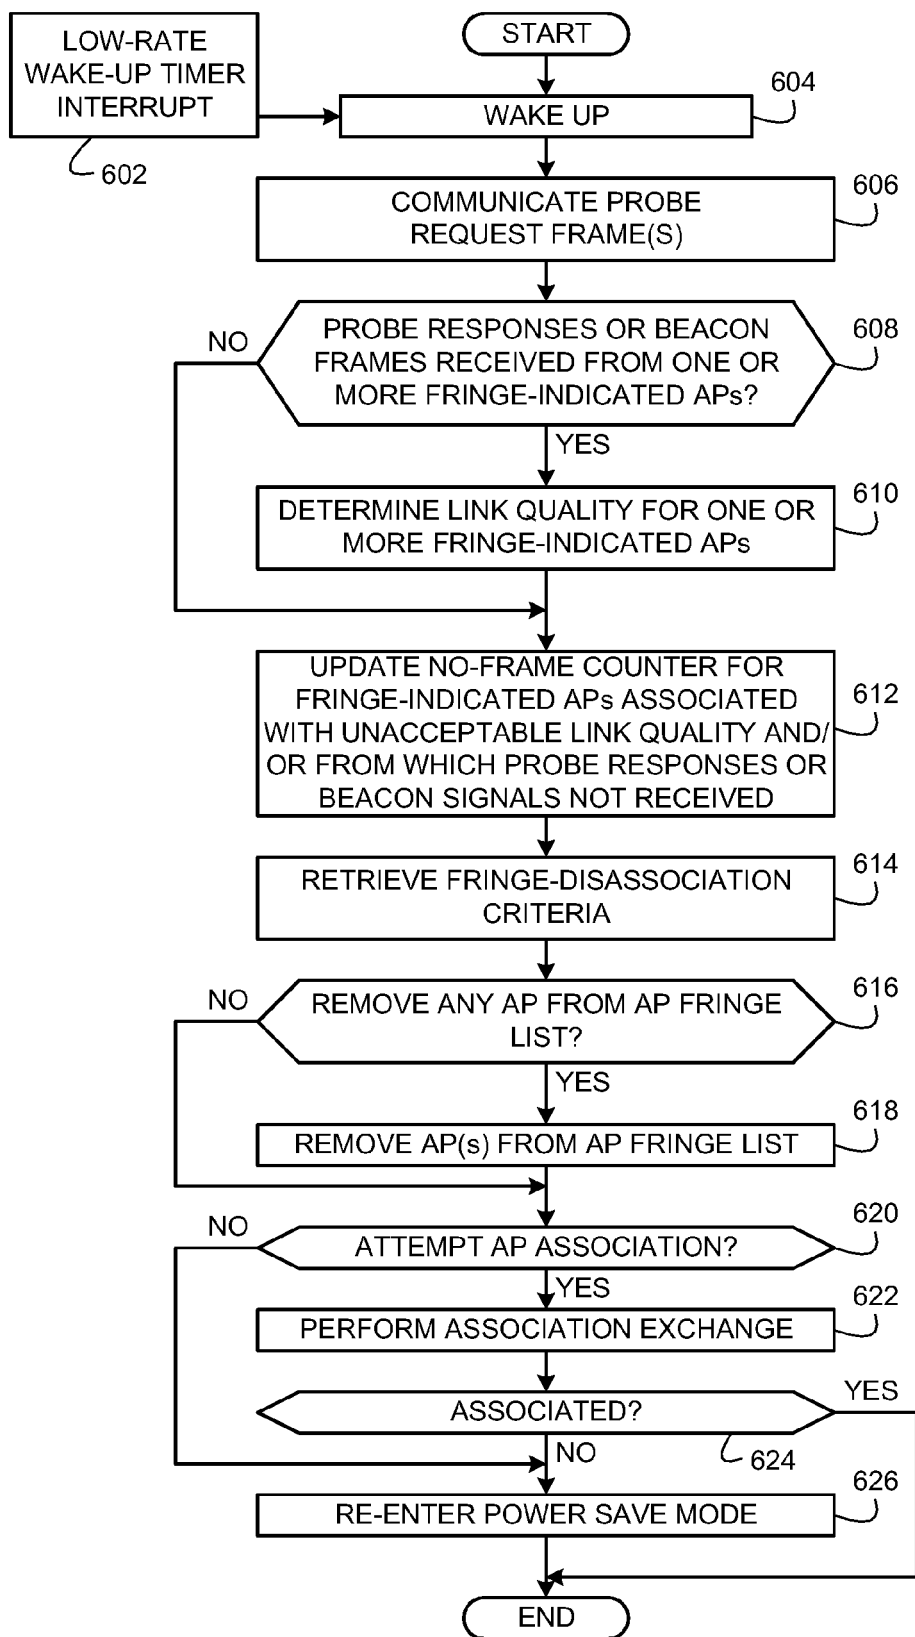 LOW-RATE
WAKE-UP TIMER
INTERRUPT
602
START
WAKE UP
604
COMMUNICATE PROBE
REQUEST FRAME(S)
606
NO
PROBE RESPONSES OR BEACON
FRAMES RECEIVED FROM ONE OR
MORE FRINGE-INDICATED APs?
608
YES
DETERMINE LINK QUALITY FOR ONE OR
MORE FRINGE-INDICATED APs
610
UPDATE NO-FRAME COUNTER FOR
FRINGE-INDICATED APs ASSOCIATED
WITH UNACCEPTABLE LINK QUALITY AND/
OR FROM WHICH PROBE RESPONSES OR
BEACON SIGNALS NOT RECEIVED
612
RETRIEVE FRINGE-DISASSOCIATION
CRITERIA
614
NO
REMOVE ANY AP FROM AP FRINGE
LIST?
616
YES
REMOVE AP(s) FROM AP FRINGE LIST
618
NO
ATTEMPT AP ASSOCIATION?
620
YES
PERFORM ASSOCIATION EXCHANGE
622
ASSOCIATED?
YES
624
NO
RE-ENTER POWER SAVE MODE
626
END